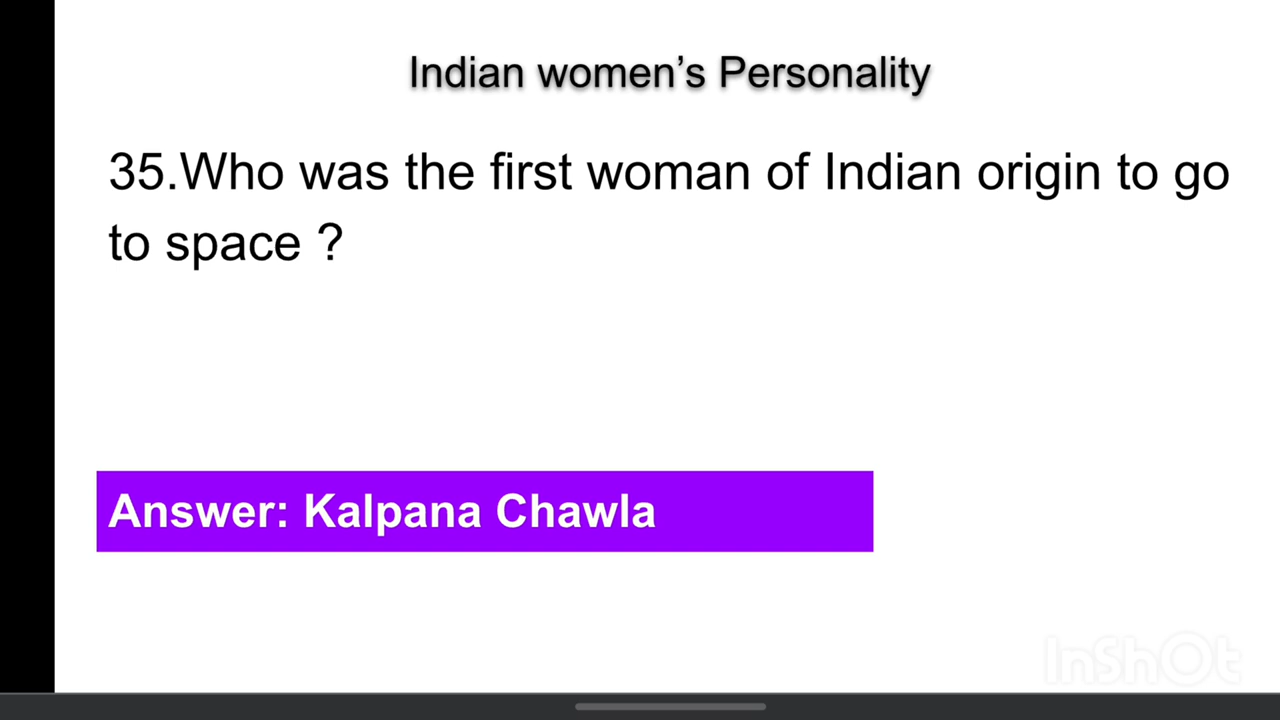 Indian women’s Personality
35.Who was the first woman of Indian origin to go
to space ?
Answer: Kalpana Chawla
InShOt